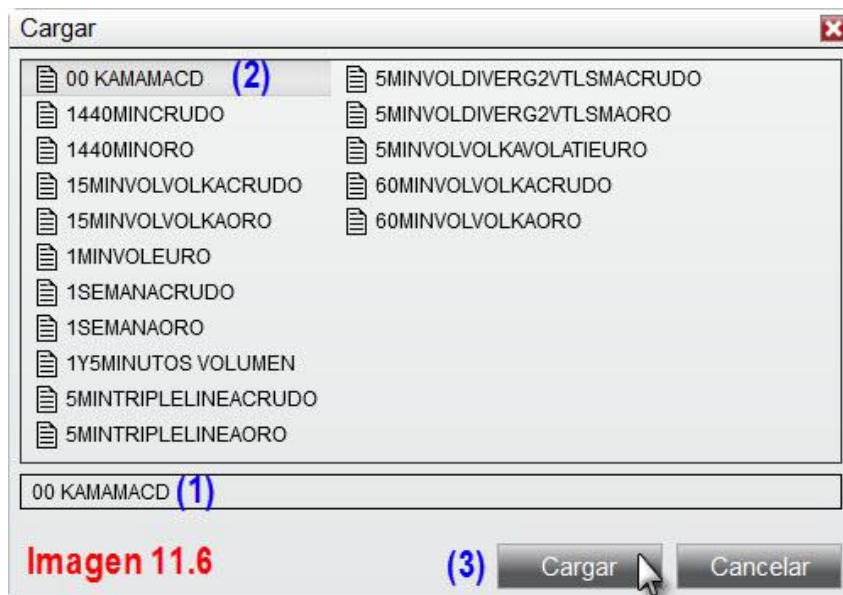 Cargar
00 KAMAMACD (2)
1440MINCRUDO
1440MINORO
15MINVOLVOLKACRUDO
15MINVOLVOLKAORO
1MINVOLEURO
1SEMANACRUDO
1SEMANAORO
1Y5MINUTOS VOLUMEN
5MINTRIPLELINEACRUDO
5MINTRIPLELINEAORO
5MINVOLDIVERG2VTLSMACRUDO
5MINVOLDIVERG2VTLSMAORO
5MINVOLVOLKAVOLATIEURO
60MINVOLVOLKACRUDO
60MINVOLVOLKAORO
00 KAMAMACD (1)
Imagen 11.6
(3) Cargar
Cancelar